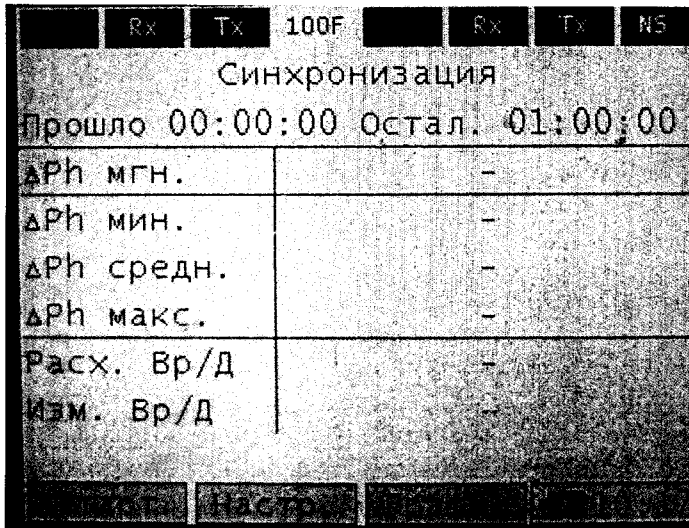 Rx Tx 100F Rx Tx NS
Синхронизация
Прошло 00:00:00 Остал. 01:00:00
ΔPh мгн. –
ΔPh мин. –
ΔPh средн. –
ΔPh макс. –
Расх. Вр/Д –
Изм. Вр/Д –